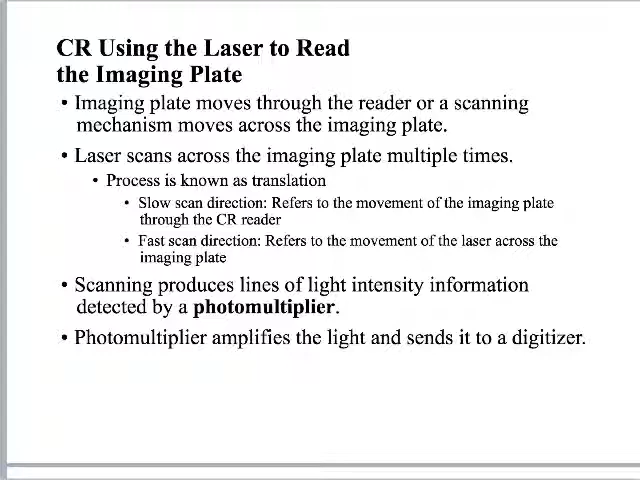 CR Using the Laser to Read
the Imaging Plate
• Imaging plate moves through the reader or a scanning
mechanism moves across the imaging plate.
• Laser scans across the imaging plate multiple times.
• Process is known as translation
• Slow scan direction: Refers to the movement of the imaging plate
through the CR reader
• Fast scan direction: Refers to the movement of the laser across the
imaging plate
• Scanning produces lines of light intensity information
detected by a photomultiplier.
• Photomultiplier amplifies the light and sends it to a digitizer.